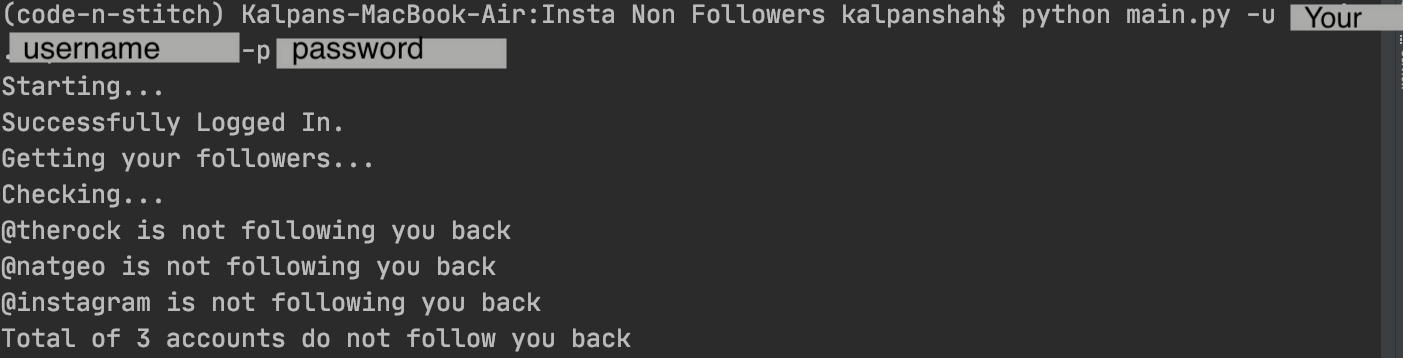 (code-n-stitch) Kalpans-MacBook-Air:Insta Non Followers kalpanshah$ python main.py -u Your
username -p password
Starting...
Successfully Logged In.
Getting your followers...
Checking...
@therock is not following you back
@natgeo is not following you back
@instagram is not following you back
Total of 3 accounts do not follow you back